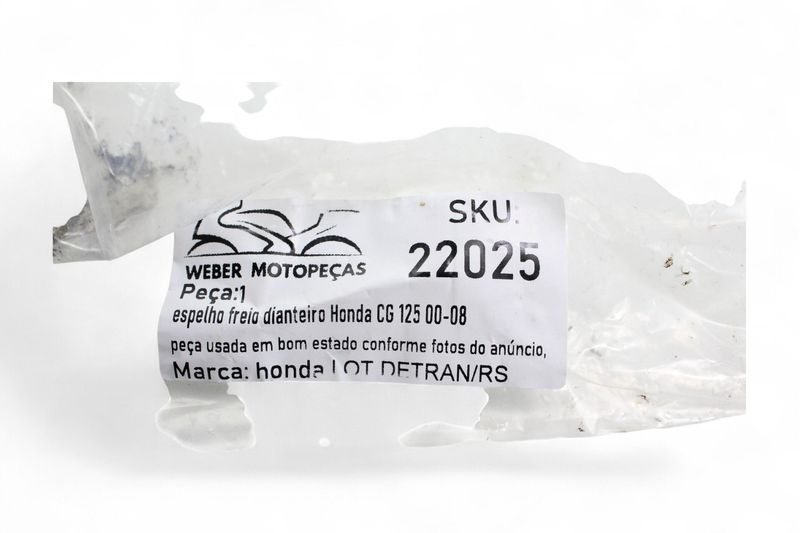 SKU:
22025
WEBER MOTOPEÇAS
Peça:1
espelho freio dianteiro Honda CG 125 00-08
peça usada em bom estado conforme fotos do anúncio,
Marca: honda LOT DETRAN/RS